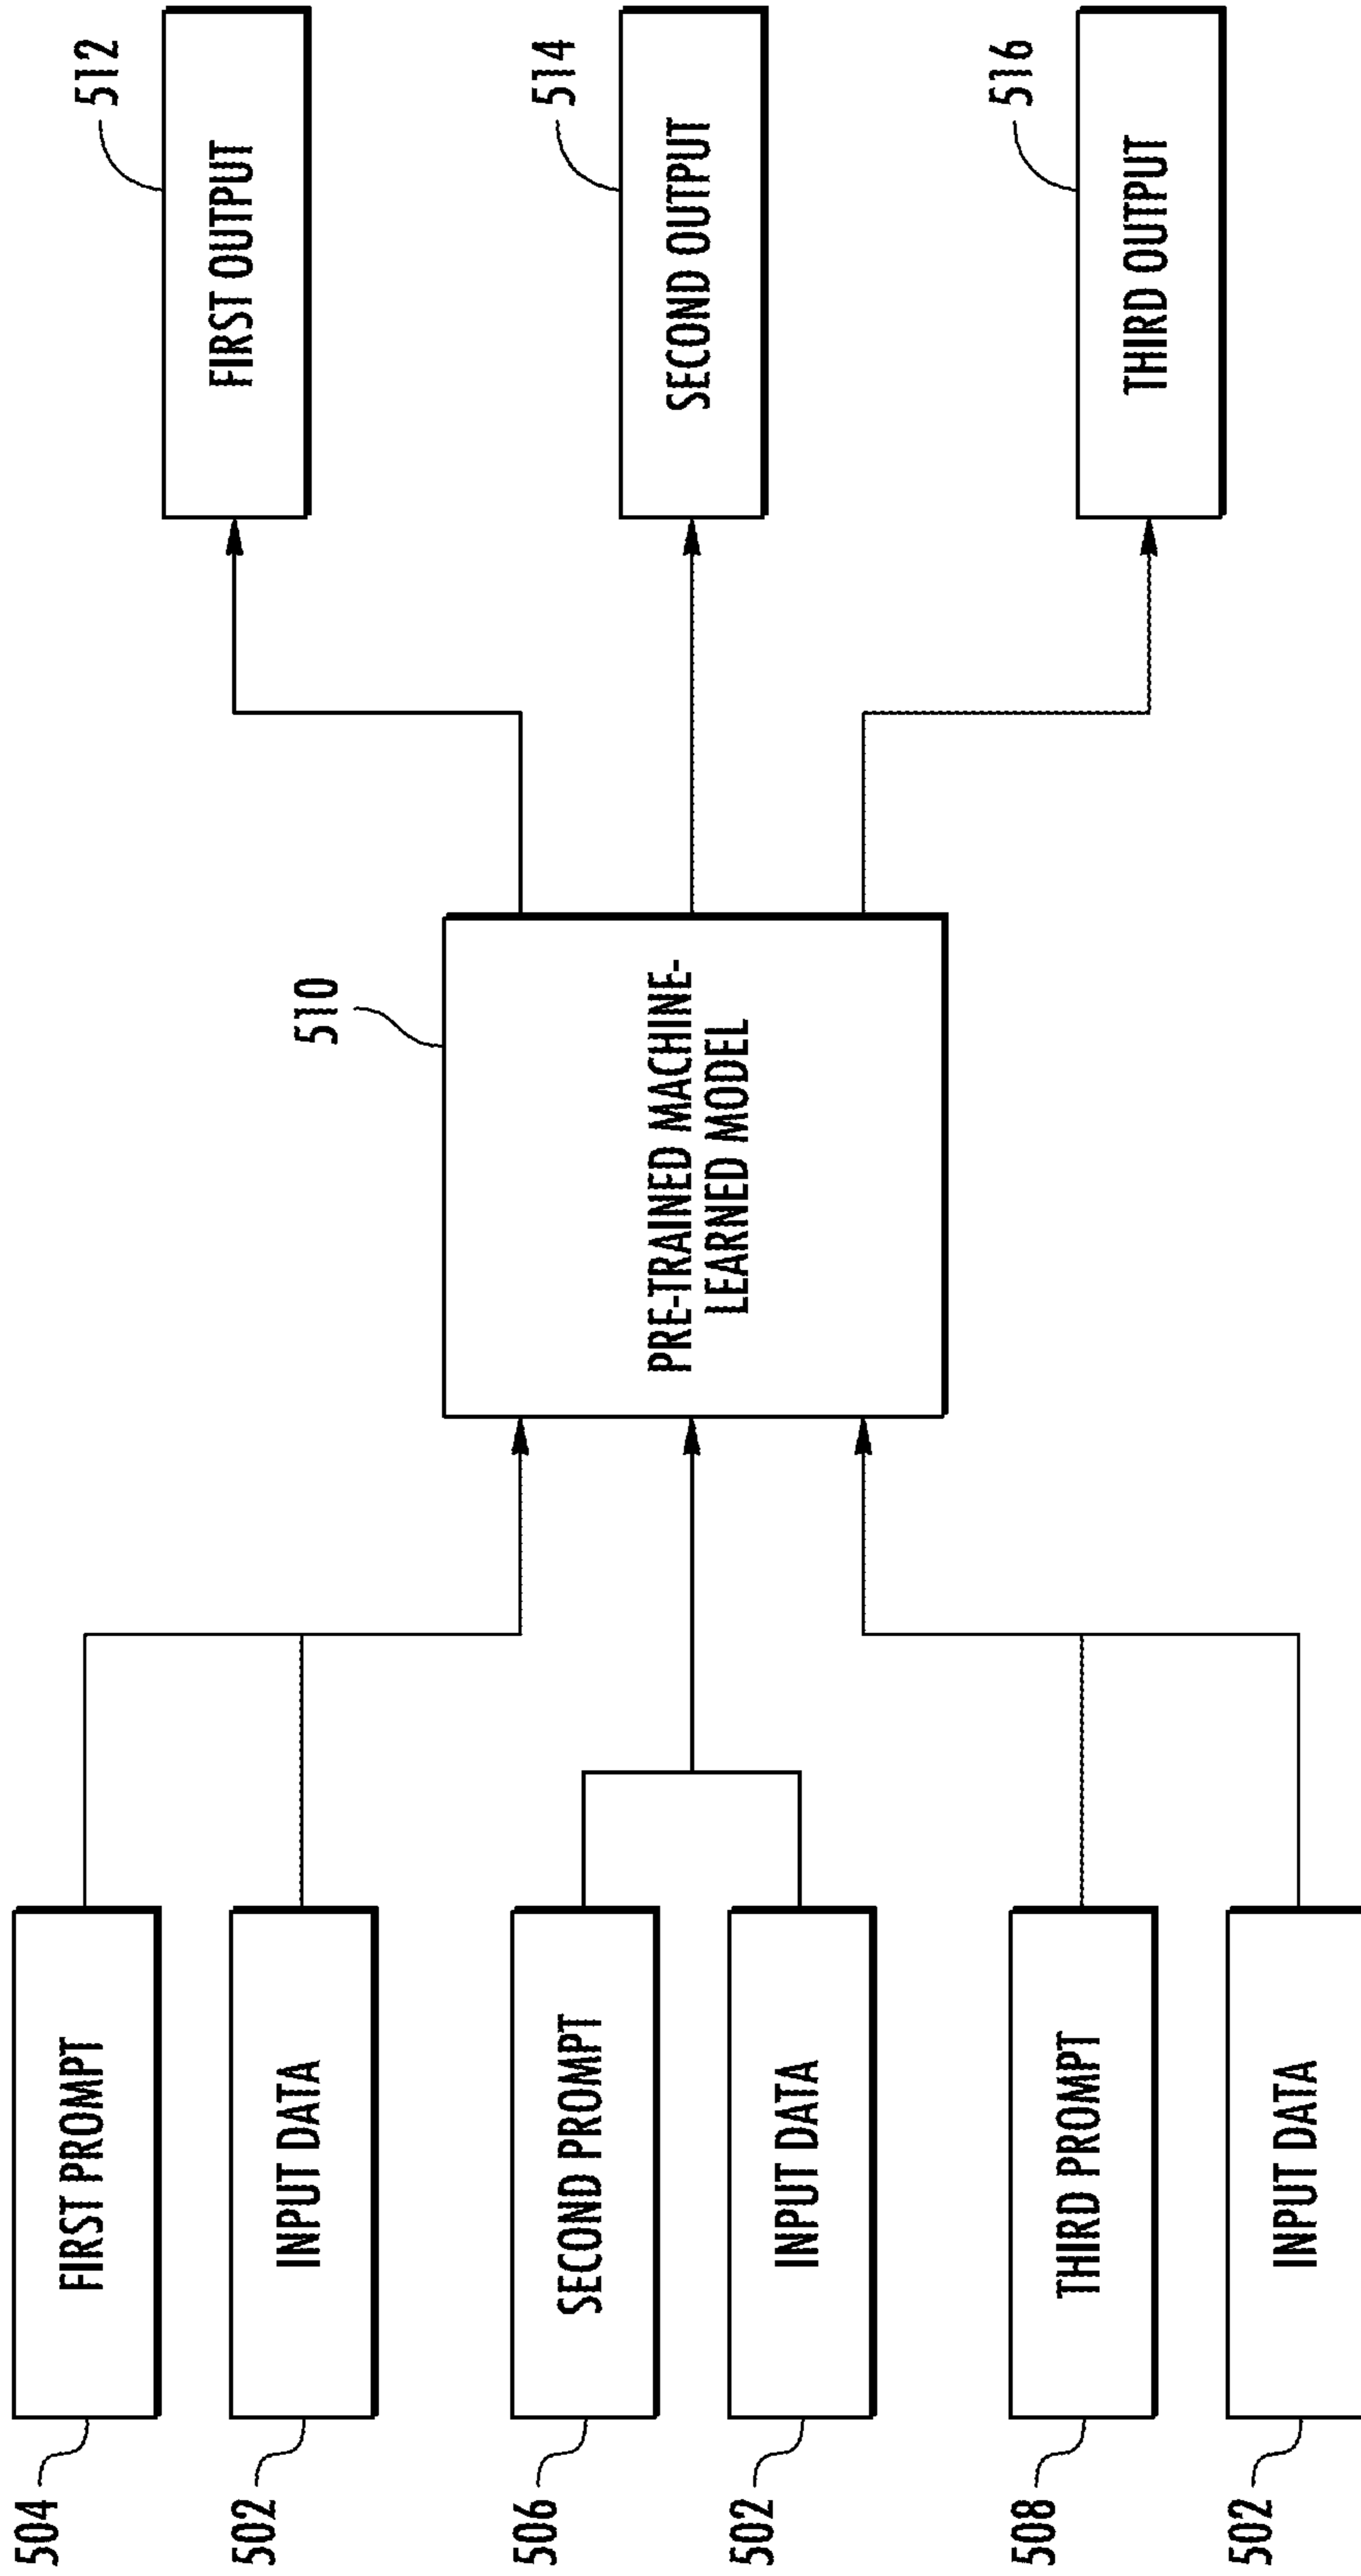 504
FIRST PROMPT
502
INPUT DATA
506
SECOND PROMPT
502
INPUT DATA
508
THIRD PROMPT
502
INPUT DATA
510
PRE-TRAINED MACHINE-
LEARNED MODEL
512
FIRST OUTPUT
514
SECOND OUTPUT
516
THIRD OUTPUT